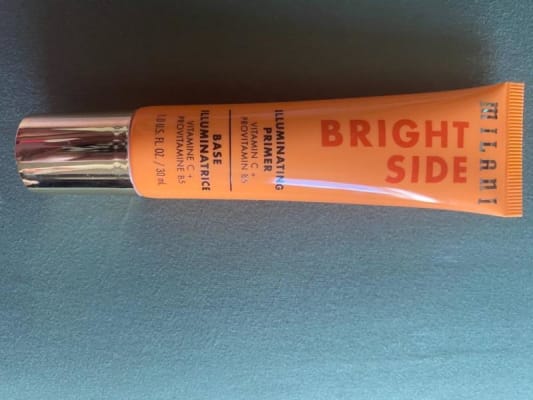 MILANI
BRIGHT
SIDE
ILLUMINATING
PRIMER
VITAMIN C +
PROVITAMIN B5
BASE
ILLUMINATRICE
VITAMINE C +
PROVITAMINE B5
1.0 U.S. FL OZ. / 30 mL